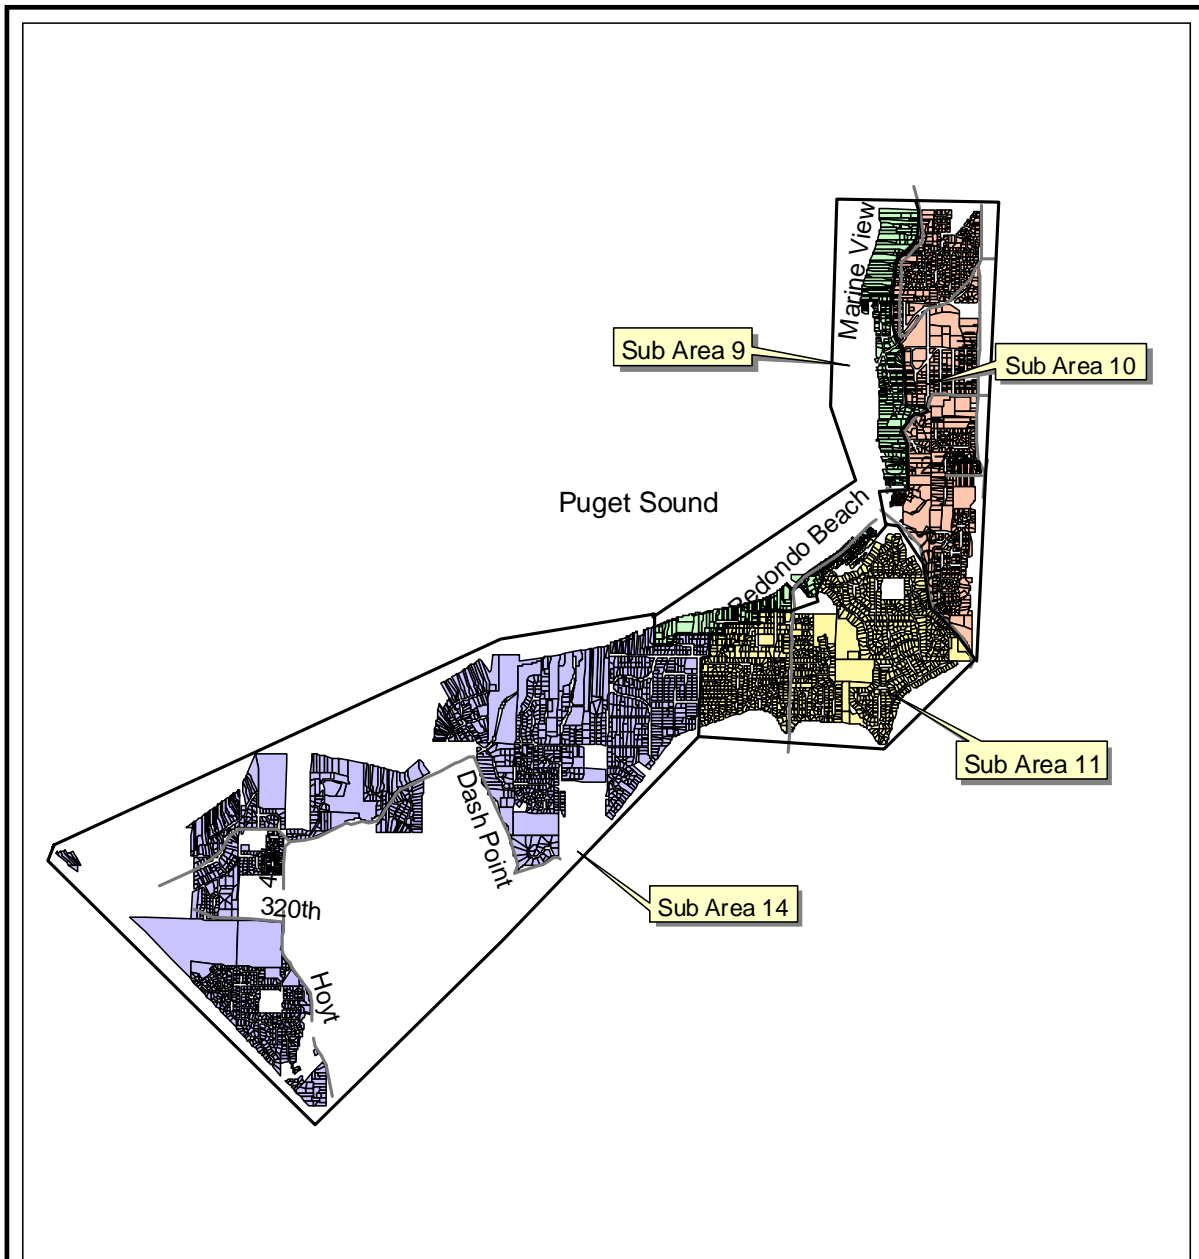 Marine View
Sub Area 9
Sub Area 10
Puget Sound
Redondo Beach
Sub Area 11
Dash Point
Sub Area 14
320th
Hoyt